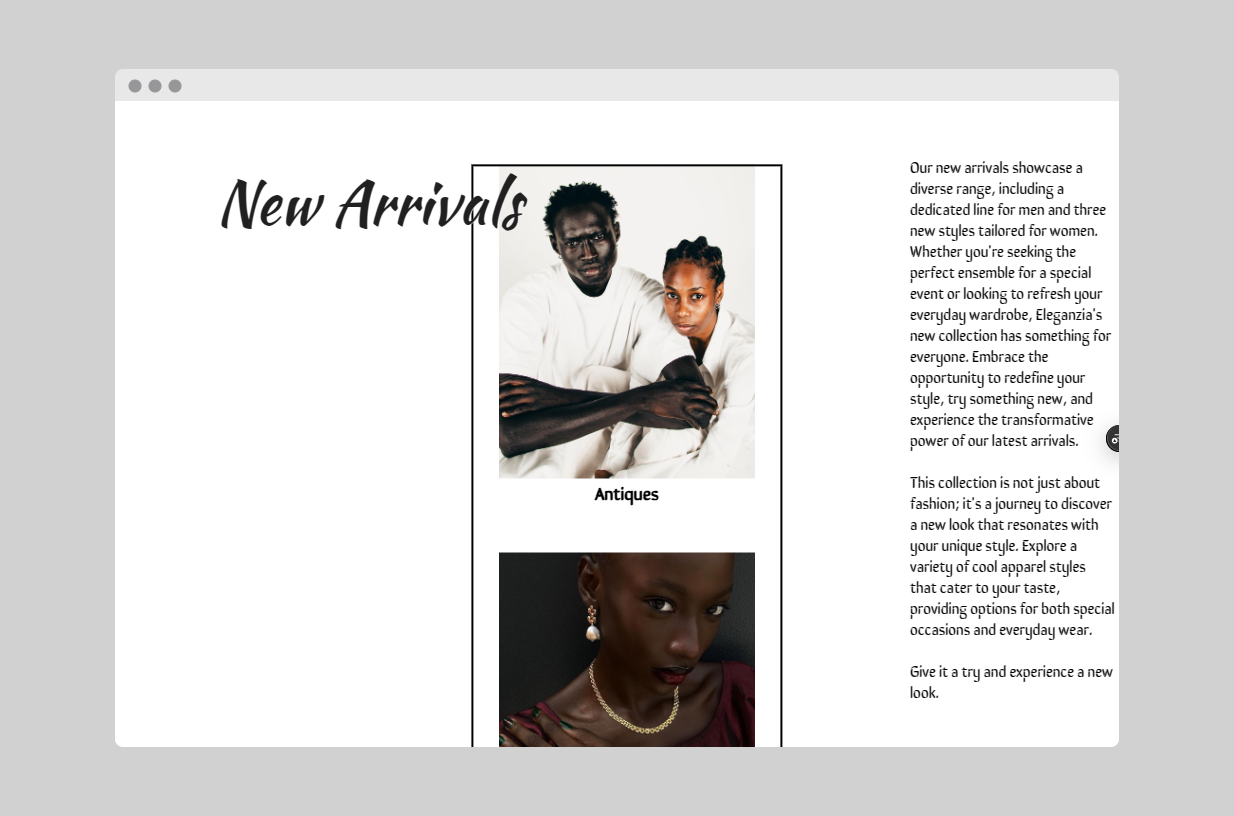 New Arrivals
Antiques
Our new arrivals showcase a
diverse range, including a
dedicated line for men and three
new styles tailored for women.
Whether you're seeking the
perfect ensemble for a special
event or looking to refresh your
everyday wardrobe, Eleganzia's
new collection has something for
everyone. Embrace the
opportunity to redefine your
style, try something new, and
experience the transformative
power of our latest arrivals.
This collection is not just about
fashion; it's a journey to discover
a new look that resonates with
your unique style. Explore a
variety of cool apparel styles
that cater to your taste,
providing options for both special
occasions and everyday wear.
Give it a try and experience a new
look.